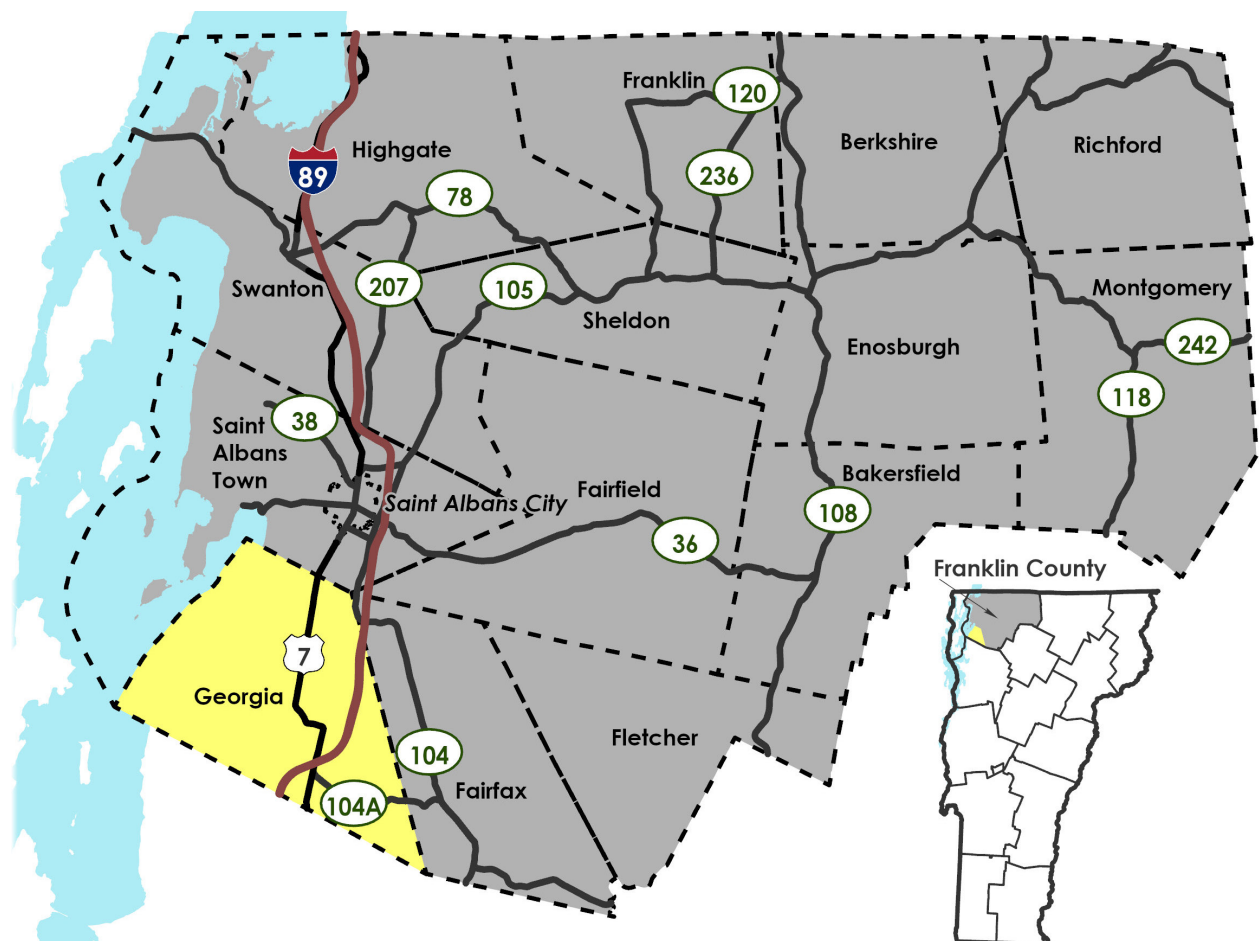 Franklin
120
Berkshire
Richford
Highgate
89
236
78
Swanton
207
105
Sheldon
Montgomery
Enosburgh
242
118
38
Saint
Albans
Town
Saint Albans City
Fairfield
Bakersfield
108
36
Franklin County
7
Georgia
104
Fletcher
104A
Fairfax